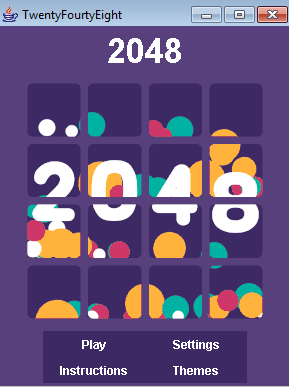 TwentyFourtyEight
2048
2048
Play Settings
Instructions Themes